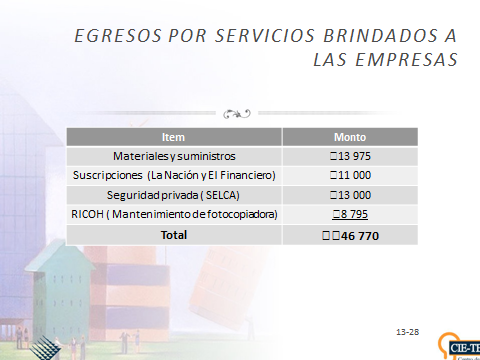 EGRESOS POR SERVICIOS BRINDADOS A
LAS EMPRESAS
Item Monto
Materiales y suministros 13 975
Suscripciones (La Nación y El Financiero) 11 000
Seguridad privada ( SELCA) 13 000
RICOH ( Mantenimiento de fotocopiadora) 8 795
Total 46 770
13-28
CIE-TE